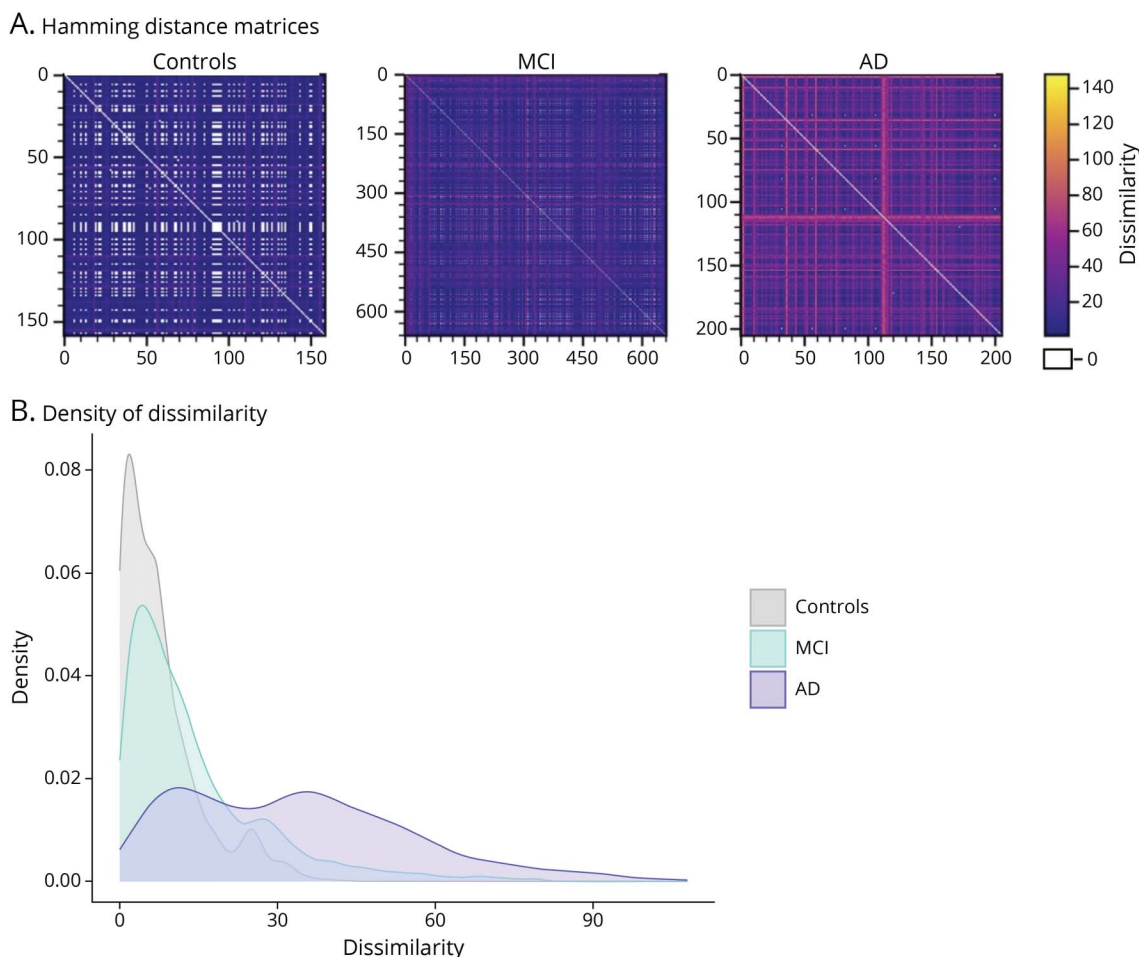 A. Hamming distance matrices
Controls
0
50
100
150
0 50 100 150
MCI
0
150
300
450
600
0 150 300 450 600
AD
0
50
100
150
200
0 50 100 150 200
140
120
100
80
60
40
20
0
Dissimilarity
B. Density of dissimilarity
0.08
0.06
0.04
0.02
0.00
Density
0 30 60 90
Dissimilarity
Controls
MCI
AD